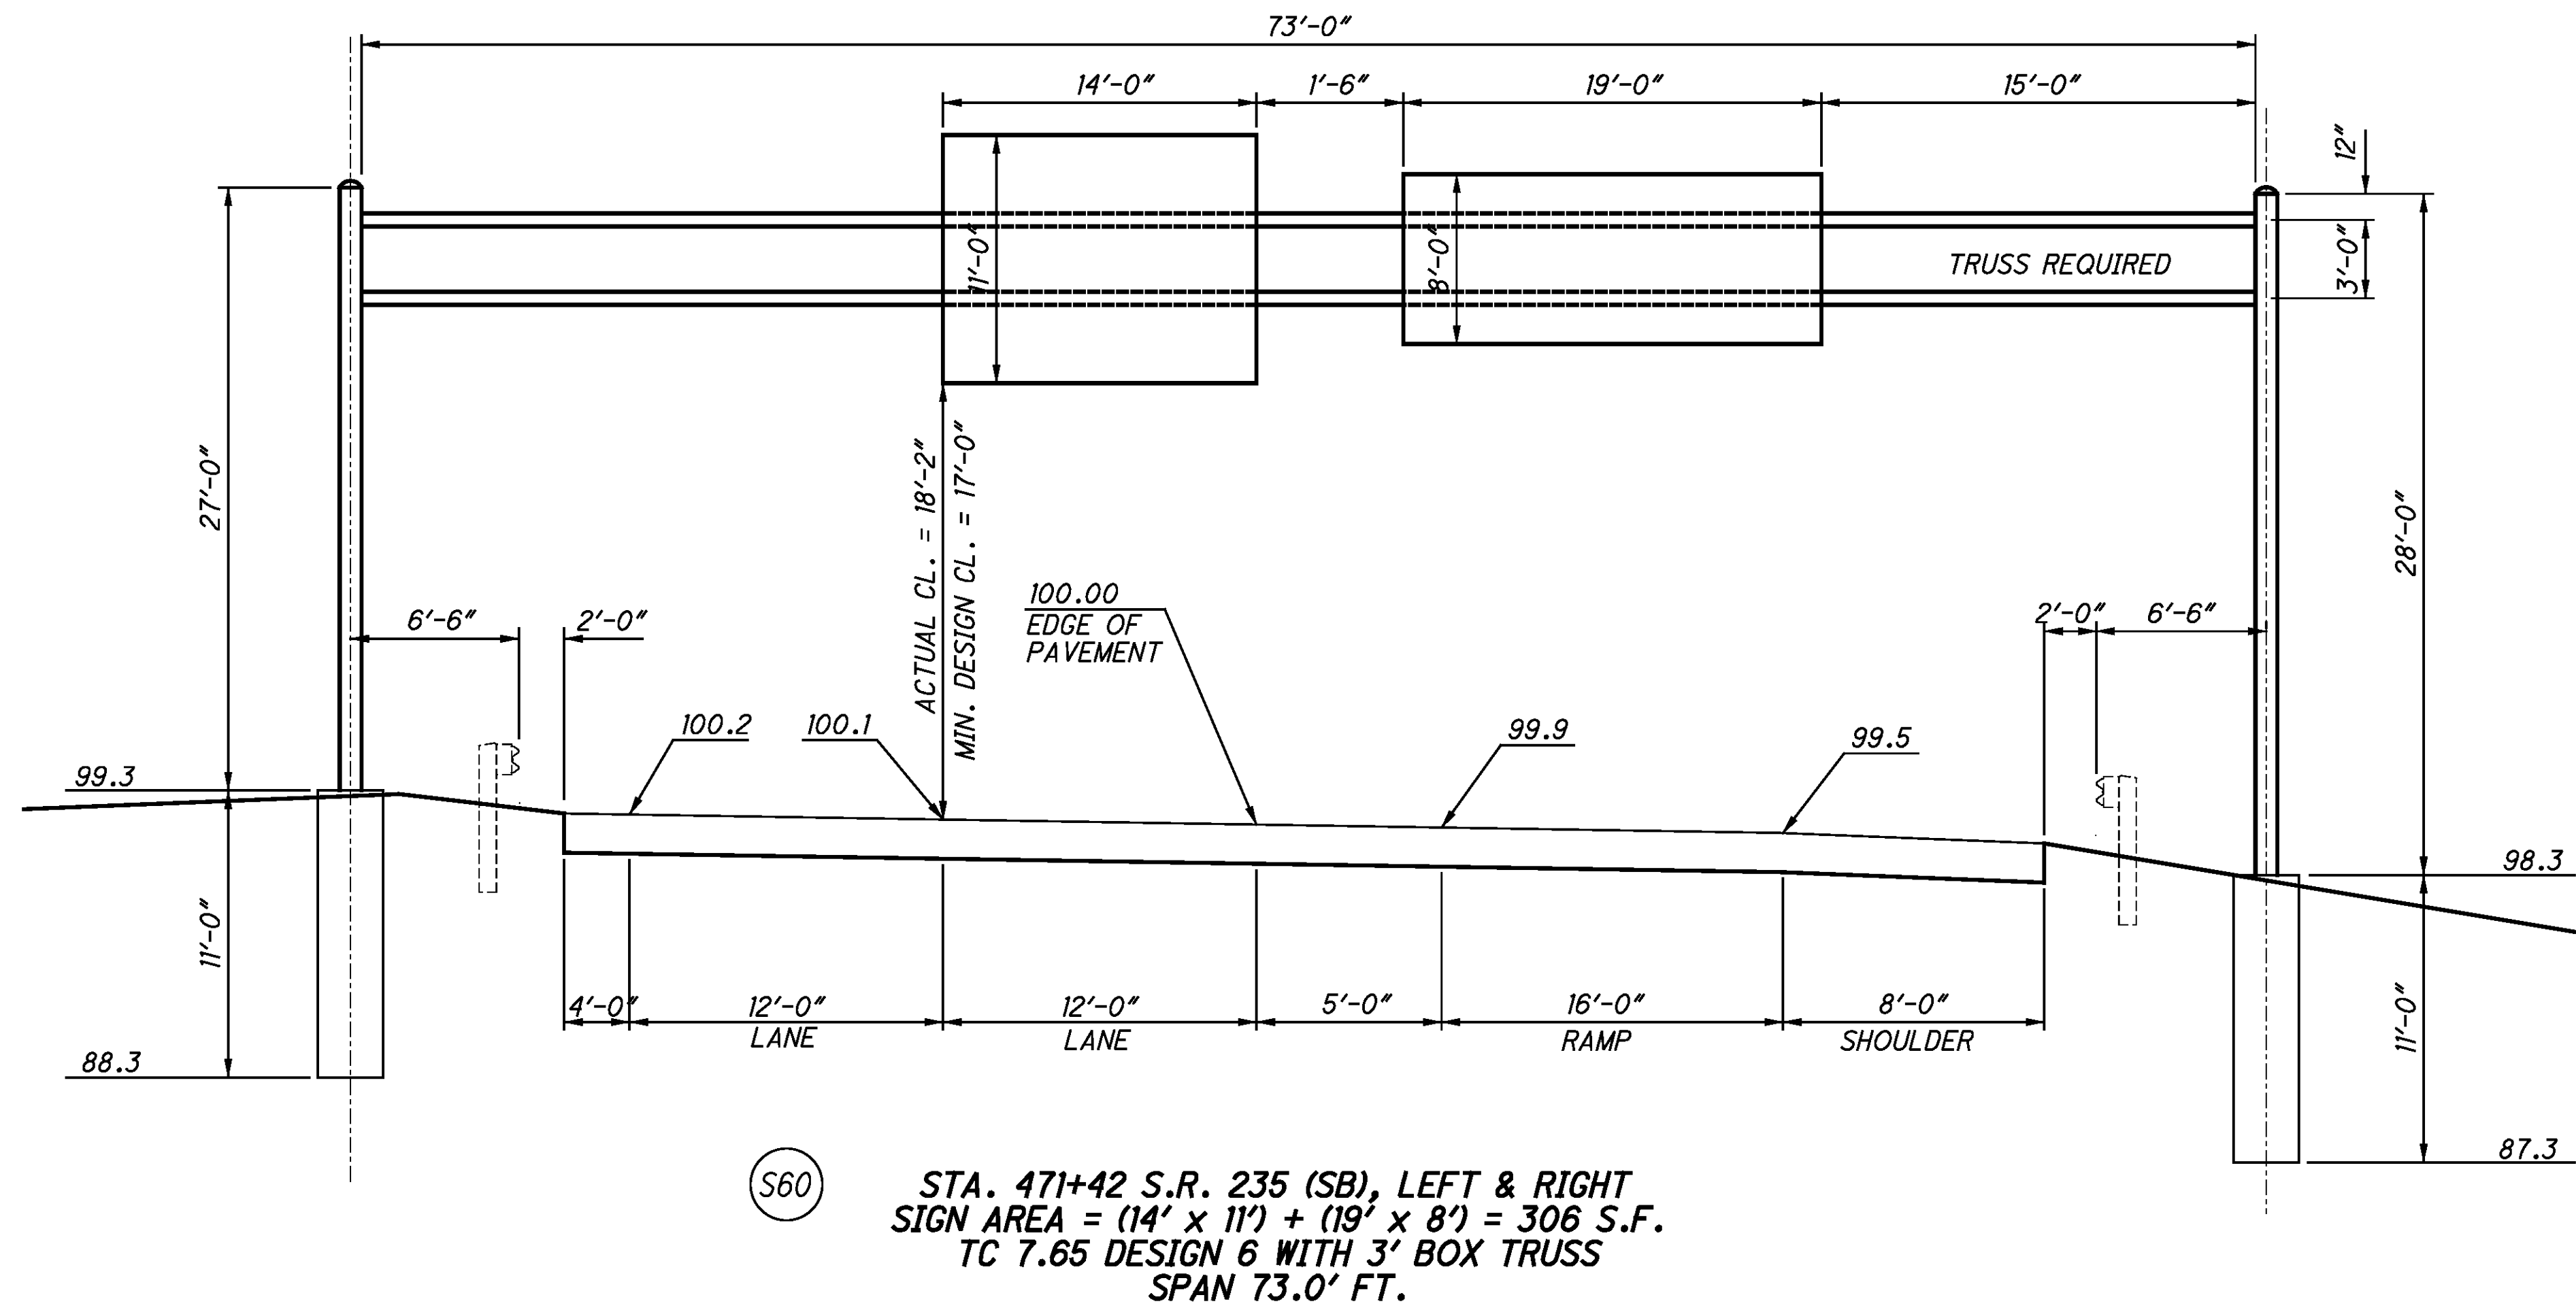 73'-0"
14'-0"
1'-6"
19'-0"
15'-0"
12"
11'-0"
8'-0"
TRUSS REQUIRED
3'-0"
27'-0"
28'-0"
ACTUAL CL. = 18'-2"
MIN. DESIGN CL. = 17'-0"
100.00
EDGE OF
PAVEMENT
6'-6"
2'-0"
2'-0"
6'-6"
100.2
100.1
99.9
99.5
99.3
98.3
11'-0"
11'-0"
4'-0"
12'-0"
LANE
12'-0"
LANE
5'-0"
16'-0"
RAMP
8'-0"
SHOULDER
88.3
87.3
S60
STA. 471+42 S.R. 235 (SB), LEFT & RIGHT
SIGN AREA = (14' x 11') + (19' x 8') = 306 S.F.
TC 7.65 DESIGN 6 WITH 3' BOX TRUSS
SPAN 73.0' FT.